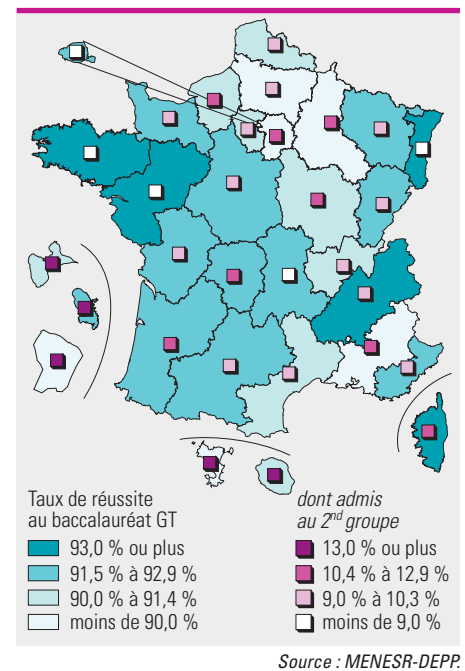 Taux de réussite
au baccalauréat GT
93,0 % ou plus
91,5 % à 92,9 %
90,0 % à 91,4 %
moins de 90,0 %
dont admis
au 2nd groupe
13,0 % ou plus
10,4 % à 12,9 %
9,0 % à 10,3 %
moins de 9,0 %
Source : MENESR-DEPP.